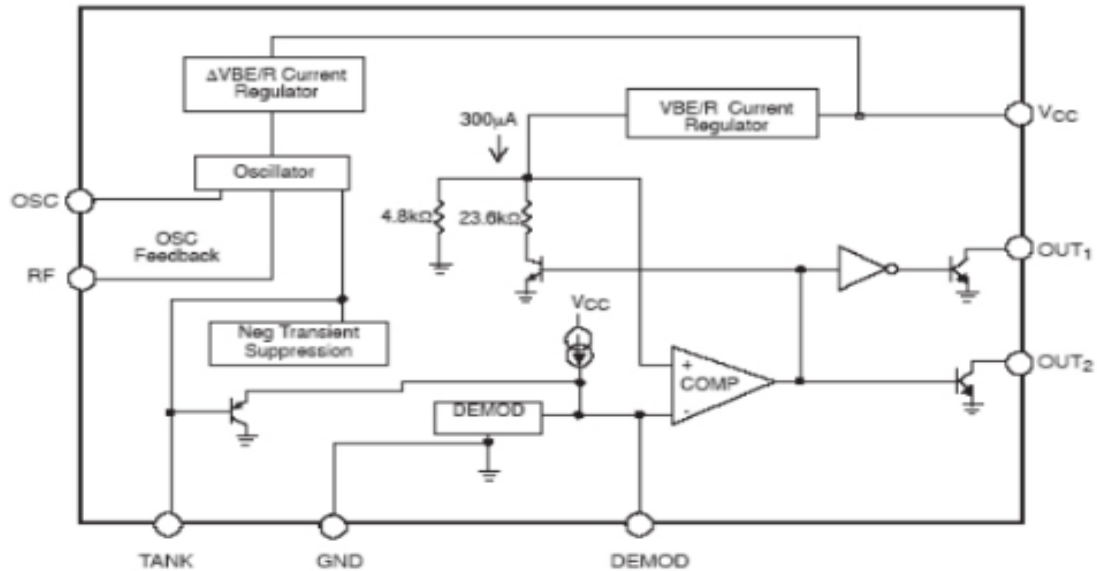 ΔVBE/R Current
Regulator
300μA
VBE/R Current
Regulator
VCC
Oscillator
OSC
4.8kΩ
23.6kΩ
OSC
Feedback
RF
OUT1
VCC
Neg Transient
Suppression
OUT2
+
COMP
-
DEMOD
TANK
GND
DEMOD